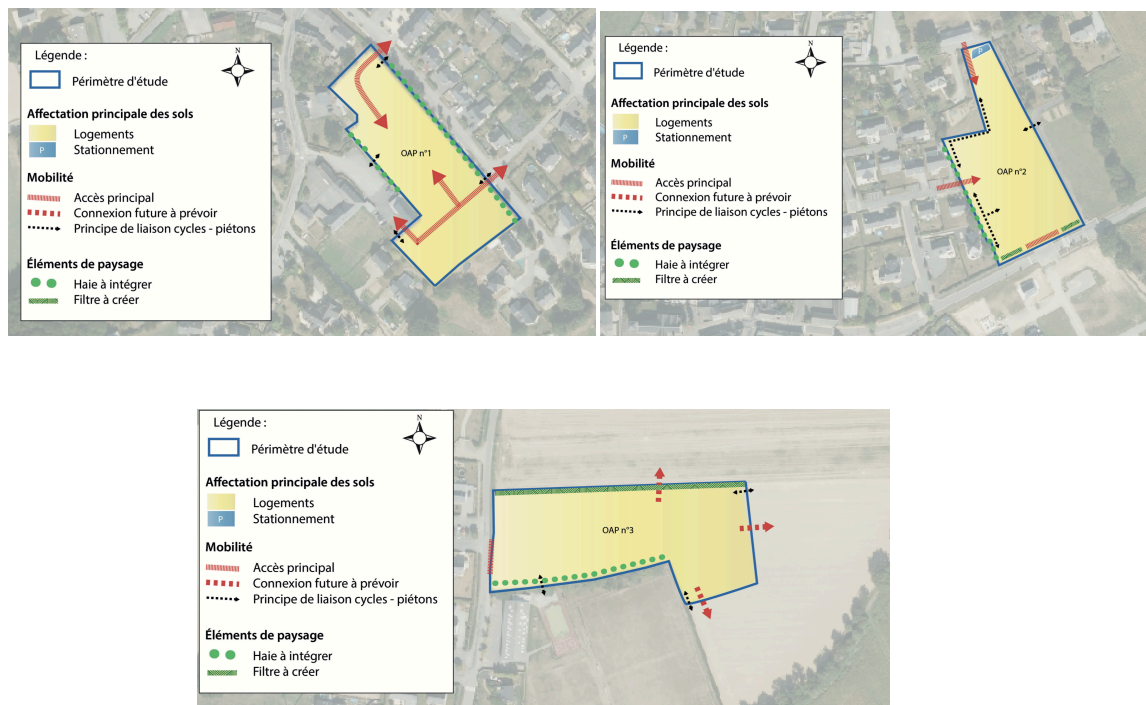 Légende :
N
Périmètre d'étude
Affectation principale des sols
Logements
P
Stationnement
Mobilité
Accès principal
Connexion future à prévoir
Principe de liaison cycles - piétons
Éléments de paysage
Haie à intégrer
Filtre à créer
OAP n°1
Légende :
N
Périmètre d'étude
Affectation principale des sols
Logements
P
Stationnement
Mobilité
Accès principal
Connexion future à prévoir
Principe de liaison cycles - piétons
Éléments de paysage
Haie à intégrer
Filtre à créer
P
OAP n°2
Légende :
N
Périmètre d'étude
Affectation principale des sols
Logements
P
Stationnement
Mobilité
Accès principal
Connexion future à prévoir
Principe de liaison cycles - piétons
Éléments de paysage
Haie à intégrer
Filtre à créer
OAP n°3